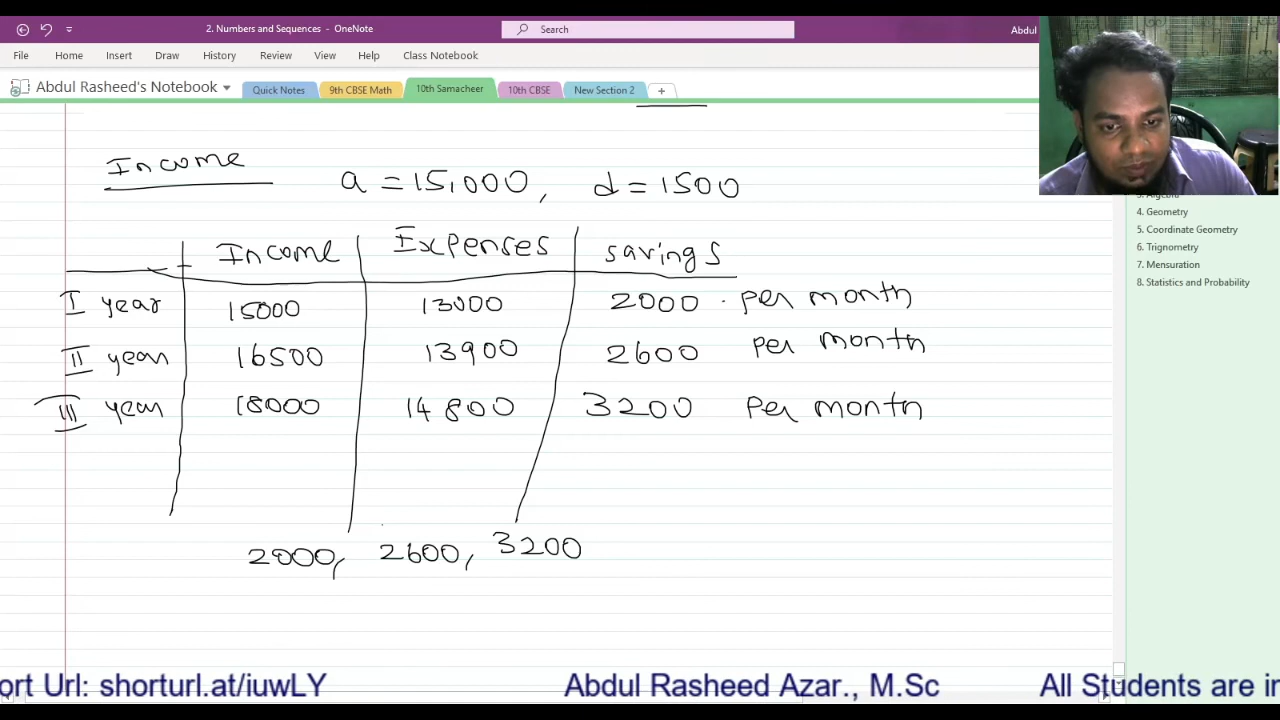 2. Numbers and Sequences - OneNote
Search
Abdul
File Home Insert Draw History Review View Help Class Notebook
Abdul Rasheed's Notebook
Quick Notes 9th CBSE Math 10th Samacheer 10th CBSE New Section 2 +
3. Algebra
4. Geometry
5. Coordinate Geometry
6. Trignometry
7. Mensuration
8. Statistics and Probability
Income a = 15,000, d = 1500
Income Expenses savings
I year 15000 13000 2000 . per month
II year 16500 13900 2600 per month
III year 18000 14800 3200 per month
2000, 2600, 3200
ort Url: shorturl.at/iuwLY Abdul Rasheed Azar., M.Sc All Students are in